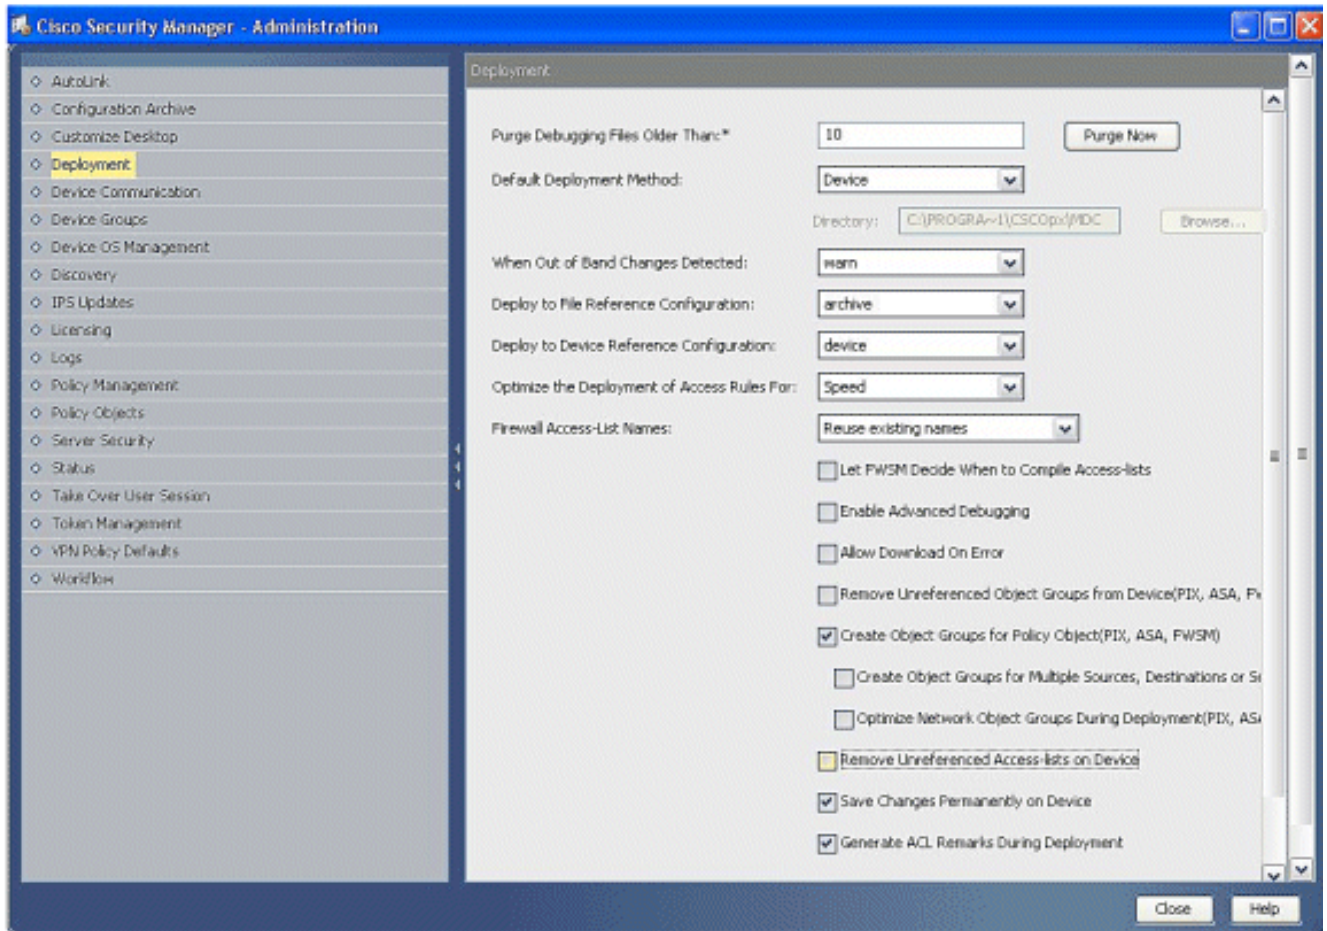 Cisco Security Manager - Administration
AutoLink
Configuration Archive
Customize Desktop
Deployment
Device Communication
Device Groups
Device OS Management
Discovery
IPS Updates
Licensing
Logs
Policy Management
Policy Objects
Server Security
Status
Take Over User Session
Token Management
VPN Policy Defaults
Workflow
Deployment
Purge Debugging Files Older Than:* 10 Purge Now
Default Deployment Method: Device
Directory: C:\PROGRA~1\CSCOpx\MDC Browse...
When Out of Band Changes Detected: warn
Deploy to File Reference Configuration: archive
Deploy to Device Reference Configuration: device
Optimize the Deployment of Access Rules For: Speed
Firewall Access-List Names: Reuse existing names
Let FWSM Decide When to Compile Access-lists
Enable Advanced Debugging
Allow Download On Error
Remove Unreferenced Object Groups from Device(PIX, ASA,
Create Object Groups for Policy Object(PIX, ASA, FWSM)
Create Object Groups for Multiple Sources, Destinations or
Optimize Network Object Groups During Deployment(PIX,
Remove Unreferenced Access-lists on Device
Save Changes Permanently on Device
Generate ACL Remarks During Deployment
Close Help